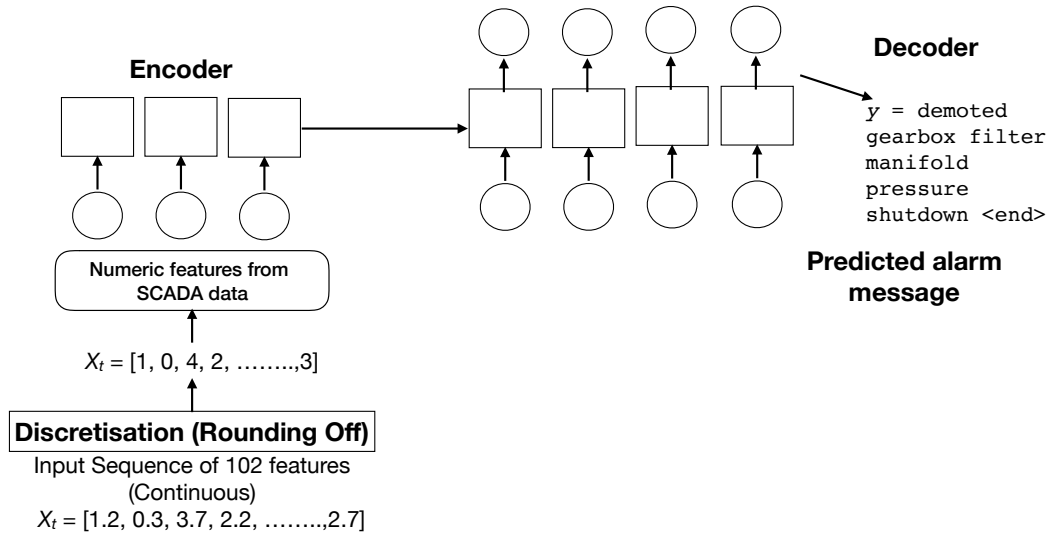 Encoder
Decoder
y = demoted
gearbox filter
manifold
pressure
shutdown <end>
Predicted alarm
message
Numeric features from
SCADA data
Xt = [1, 0, 4, 2, ……..,3]
Discretisation (Rounding Off)
Input Sequence of 102 features
(Continuous)
Xt = [1.2, 0.3, 3.7, 2.2, ……..,2.7]